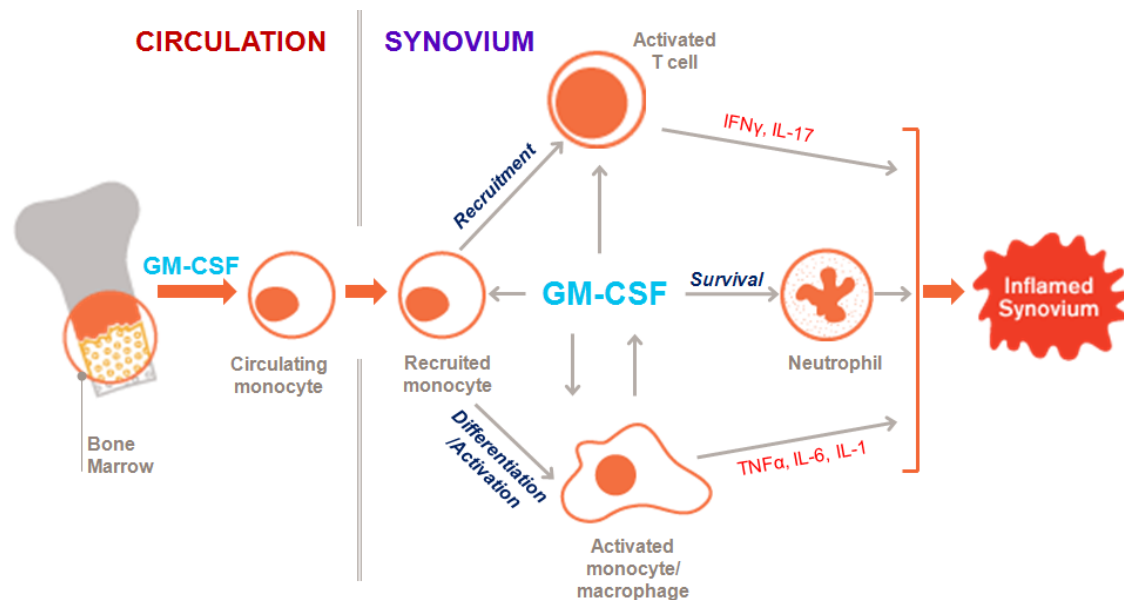 CIRCULATION
SYNOVIUM
Activated
T cell
IFNγ, IL-17
Recruitment
GM-CSF
GM-CSF
Survival
Inflamed
Synovium
Circulating
monocyte
Recruited
monocyte
Neutrophil
Bone
Marrow
Differentiation
/Activation
TNFα, IL-6, IL-1
Activated
monocyte/
macrophage